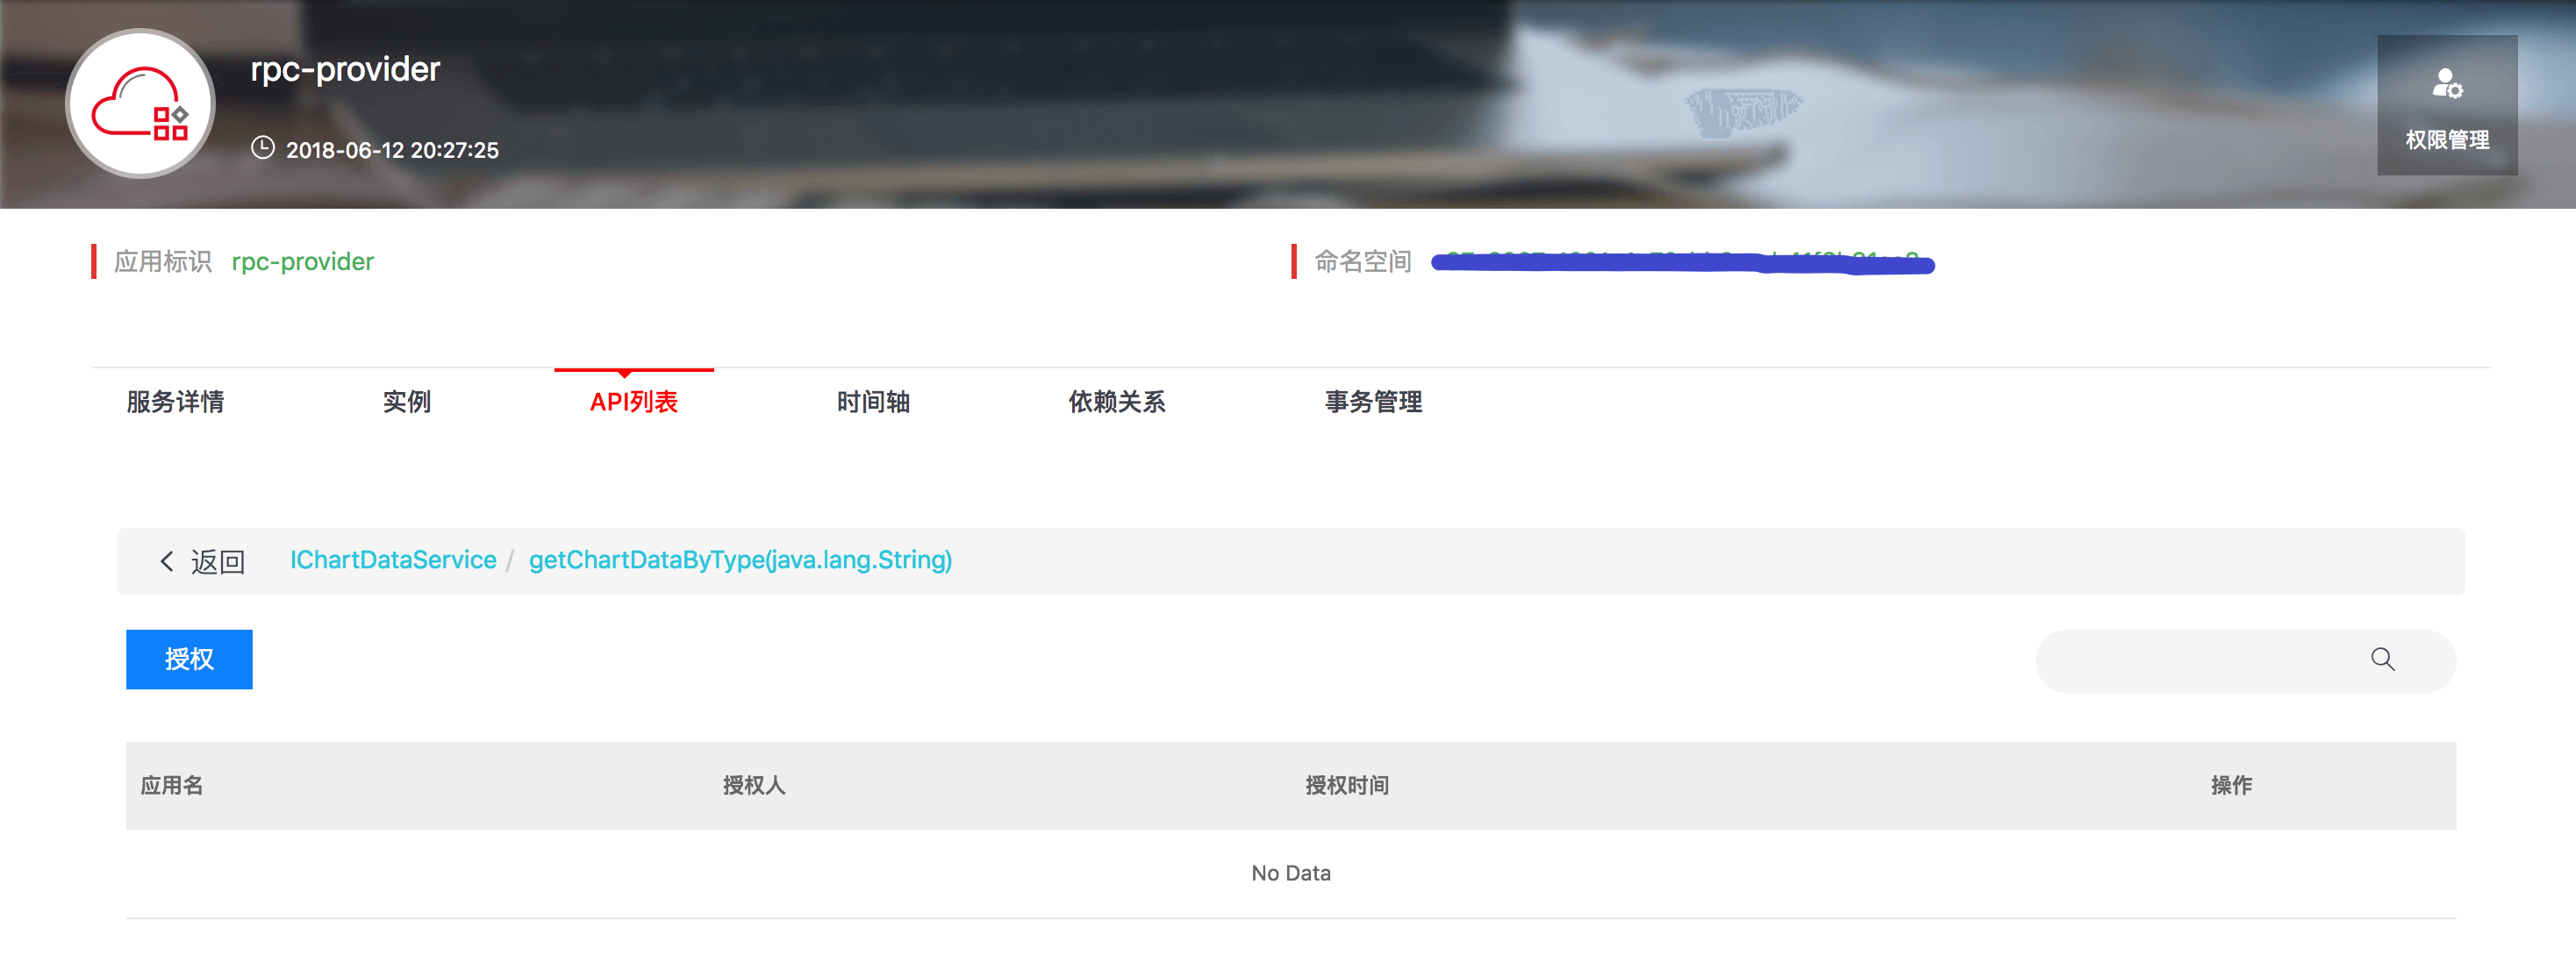 rpc-provider
2018-06-12 20:27:25
权限管理
应用标识 rpc-provider
命名空间
服务详情 实例 API列表 时间轴 依赖关系 事务管理
返回 IChartDataService / getChartDataByType(java.lang.String)
授权
应用名 授权人 授权时间 操作
No Data